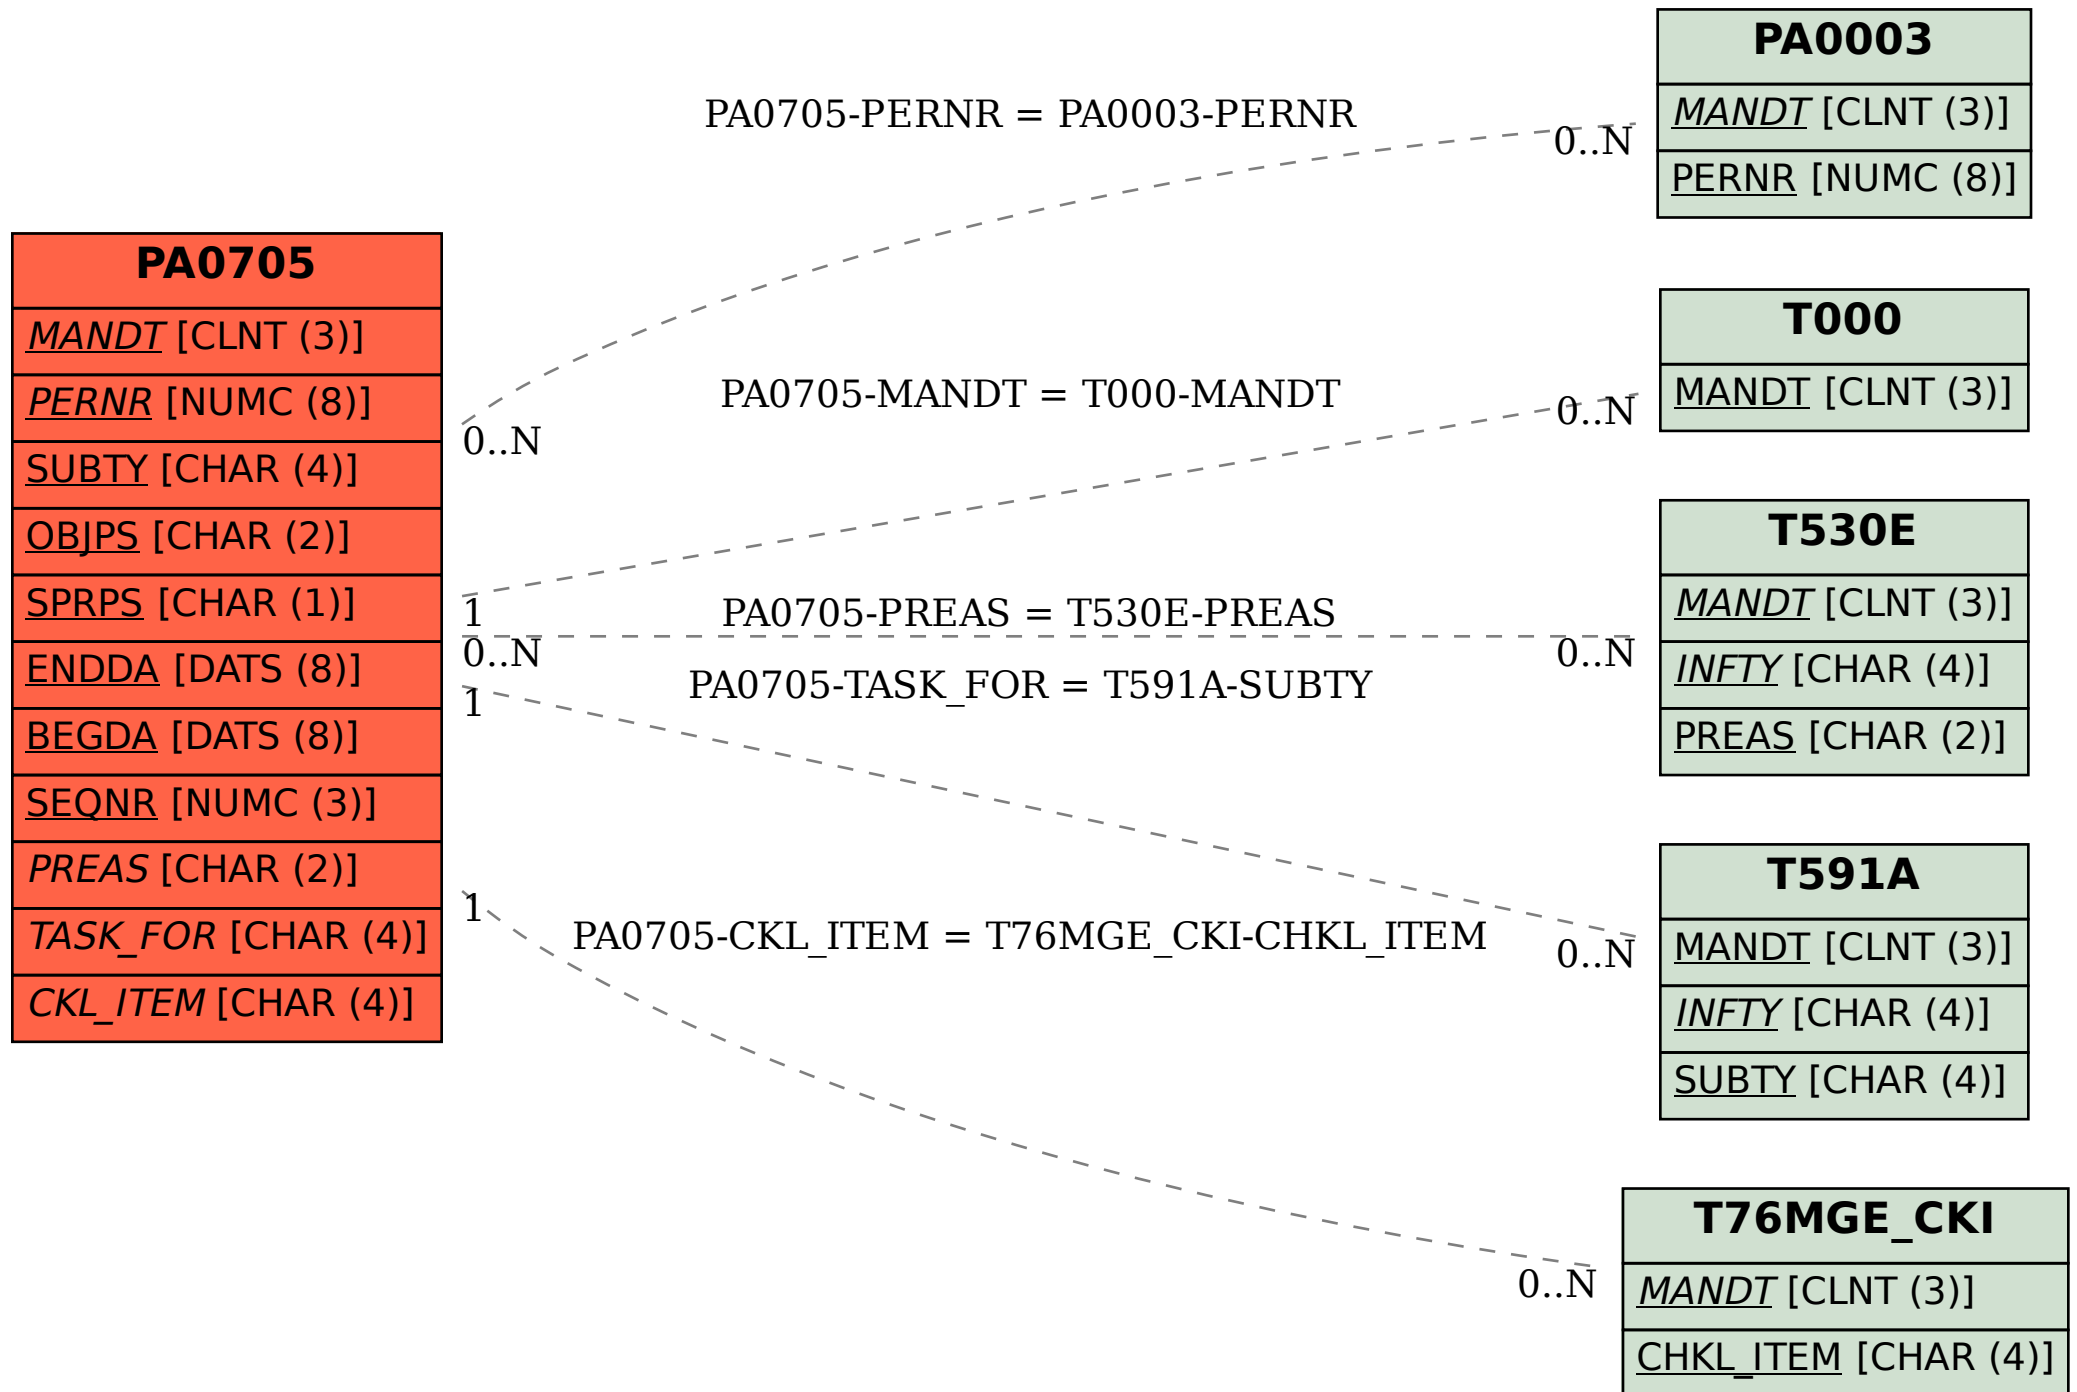 PA0705
MANDT [CLNT (3)]
PERNR [NUMC (8)]
SUBTY [CHAR (4)]
OBJPS [CHAR (2)]
SPRPS [CHAR (1)]
ENDDA [DATS (8)]
BEGDA [DATS (8)]
SEQNR [NUMC (3)]
PREAS [CHAR (2)]
TASK_FOR [CHAR (4)]
CKL_ITEM [CHAR (4)]
PA0705-PERNR = PA0003-PERNR
0..N
0..N
PA0705-MANDT = T000-MANDT
0..N
1
PA0705-PREAS = T530E-PREAS
0..N
0..N
PA0705-TASK_FOR = T591A-SUBTY
1
0..N
PA0705-CKL_ITEM = T76MGE_CKI-CHKL_ITEM
1
0..N
PA0003
MANDT [CLNT (3)]
PERNR [NUMC (8)]
T000
MANDT [CLNT (3)]
T530E
MANDT [CLNT (3)]
INFTY [CHAR (4)]
PREAS [CHAR (2)]
T591A
MANDT [CLNT (3)]
INFTY [CHAR (4)]
SUBTY [CHAR (4)]
T76MGE_CKI
MANDT [CLNT (3)]
CHKL_ITEM [CHAR (4)]